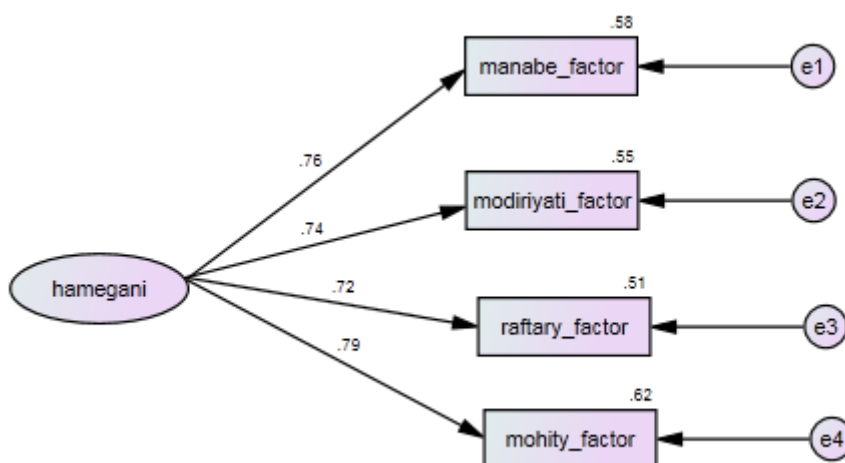 .58
manabe_factor
e1
.76
.55
modiriyati_factor
e2
.74
hamegani
.72
.51
raftary_factor
e3
.79
.62
mohity_factor
e4